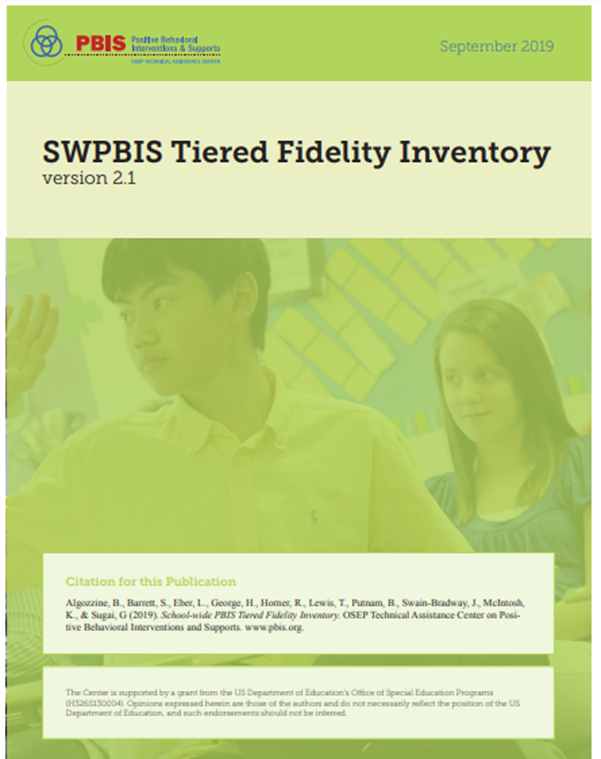 PBIS Positive Behavioral
Interventions & Supports
OSEP TECHNICAL ASSISTANCE CENTER
September 2019
SWPBIS Tiered Fidelity Inventory
version 2.1
Citation for this Publication
Algozzine, B., Barrett, S., Eber, L., George, H., Horner, R., Lewis, T., Putnam, B., Swain-Bradway, J., McIntosh,
K., & Sugai, G (2019). School-wide PBIS Tiered Fidelity Inventory. OSEP Technical Assistance Center on Posi-
tive Behavioral Interventions and Supports. www.pbis.org.
The Center is supported by a grant from the US Department of Education's Office of Special Education Programs
(H326S130004). Opinions expressed herein are those of the authors and do not necessarily reflect the position of the US
Department of Education, and such endorsements should not be inferred.